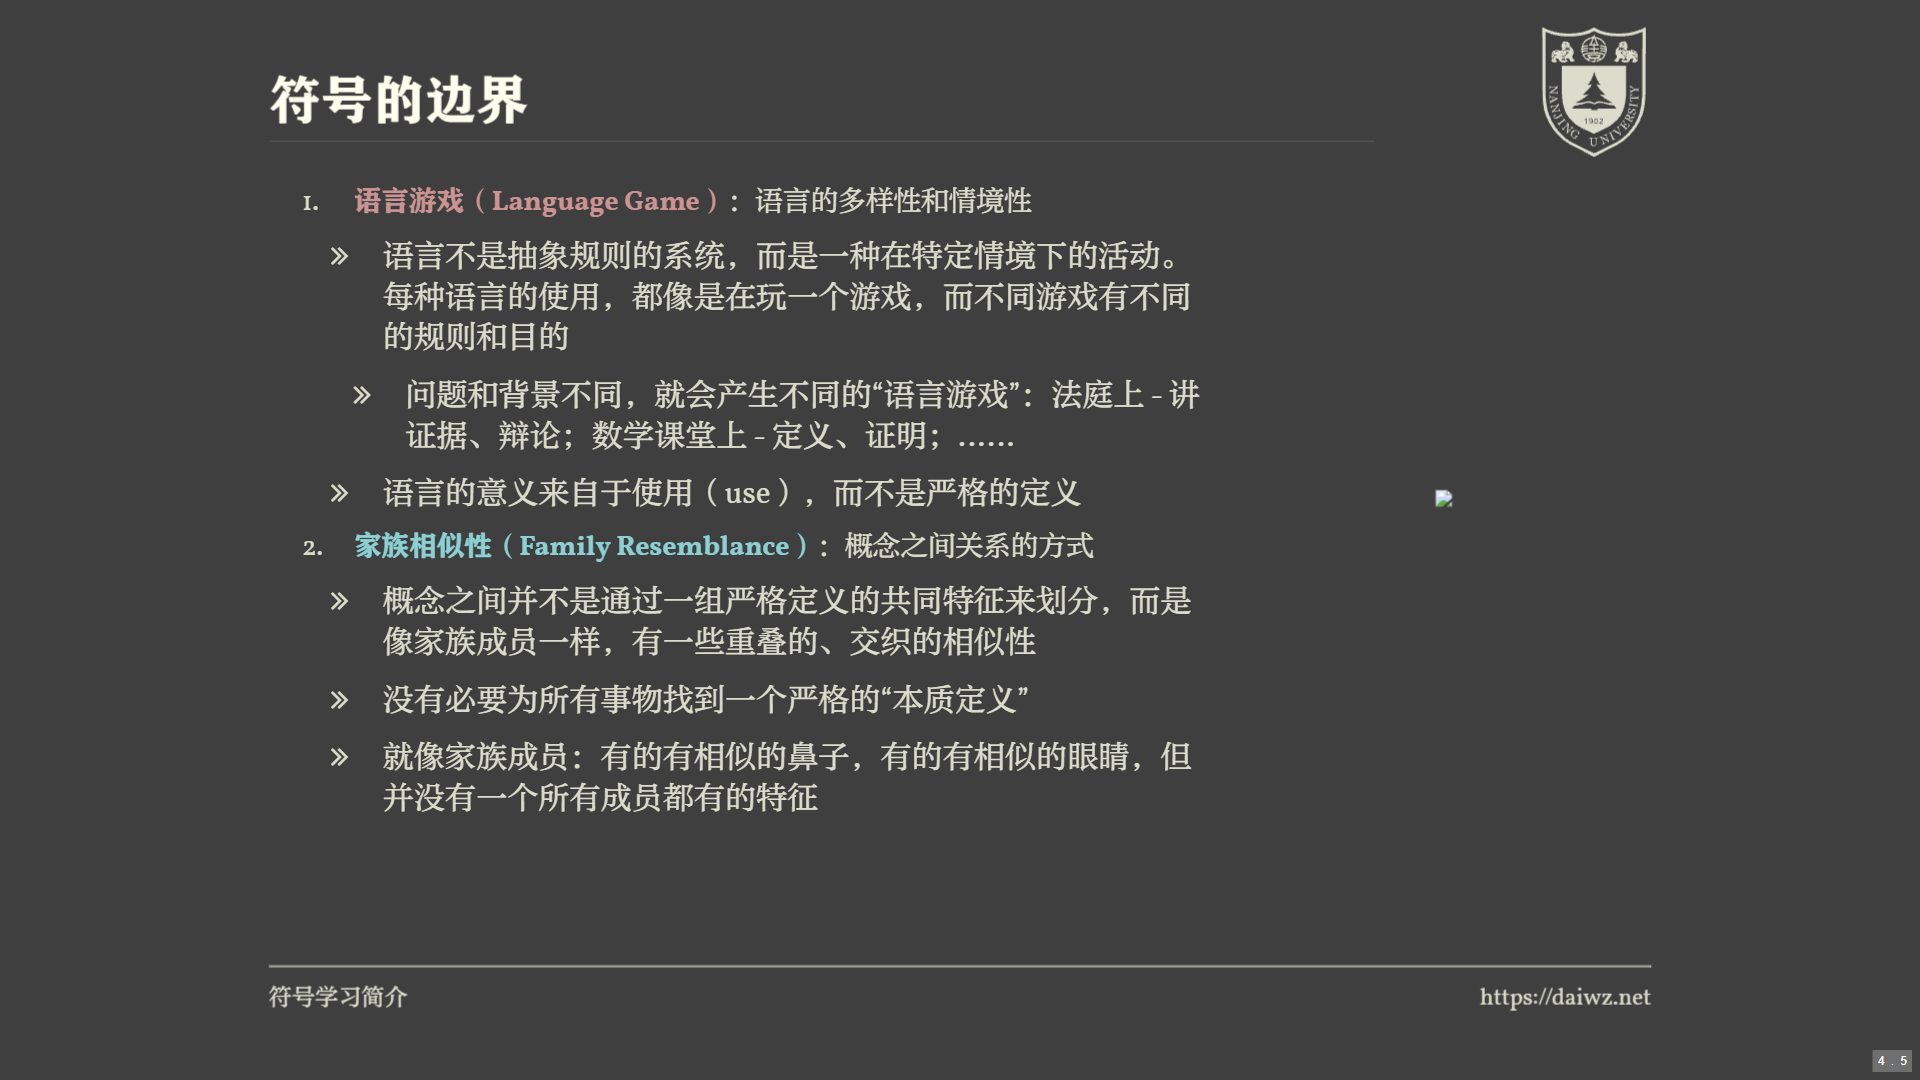 符号的边界
NANJING UNIVERSITY
1902
1. 语言游戏（Language Game）：语言的多样性和情境性
» 语言不是抽象规则的系统，而是一种在特定情境下的活动。
每种语言的使用，都像是在玩一个游戏，而不同游戏有不同
的规则和目的
» 问题和背景不同，就会产生不同的“语言游戏”：法庭上 - 讲
证据、辩论；数学课堂上 - 定义、证明；……
» 语言的意义来自于使用（use），而不是严格的定义
2. 家族相似性（Family Resemblance）：概念之间关系的方式
» 概念之间并不是通过一组严格定义的共同特征来划分，而是
像家族成员一样，有一些重叠的、交织的相似性
» 没有必要为所有事物找到一个严格的“本质定义”
» 就像家族成员：有的有相似的鼻子，有的有相似的眼睛，但
并没有一个所有成员都有的特征
符号学习简介
https://daiwz.net
4 . 5